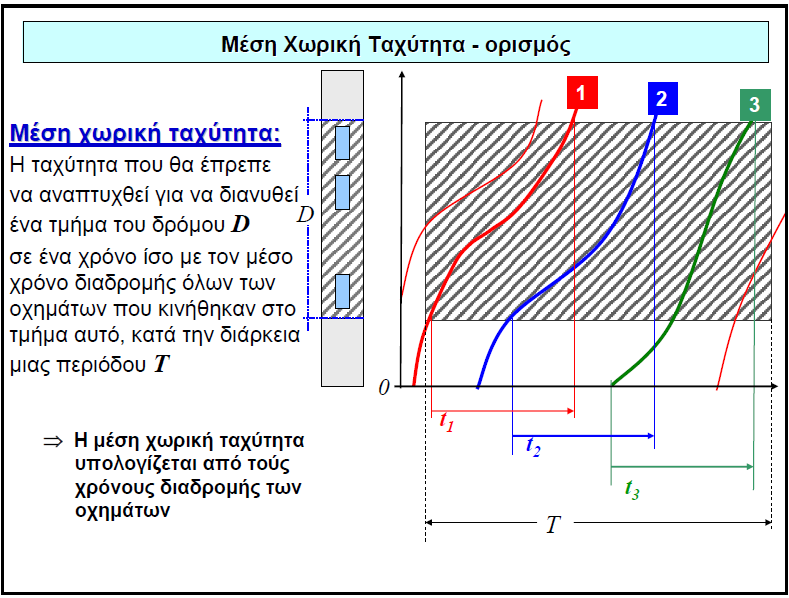 Μέση Χωρική Ταχύτητα - ορισμός
Μέση χωρική ταχύτητα:
Η ταχύτητα που θα έπρεπε
να αναπτυχθεί για να διανυθεί
ένα τμήμα του δρόμου D
σε ένα χρόνο ίσο με τον μέσο
χρόνο διαδρομής όλων των
οχημάτων που κινήθηκαν στο
τμήμα αυτό, κατά την διάρκεια
μιας περιόδου T
⇒ Η μέση χωρική ταχύτητα
υπολογίζεται από τούς
χρόνους διαδρομής των
οχημάτων
D
1
2
3
0
t1
t2
t3
T